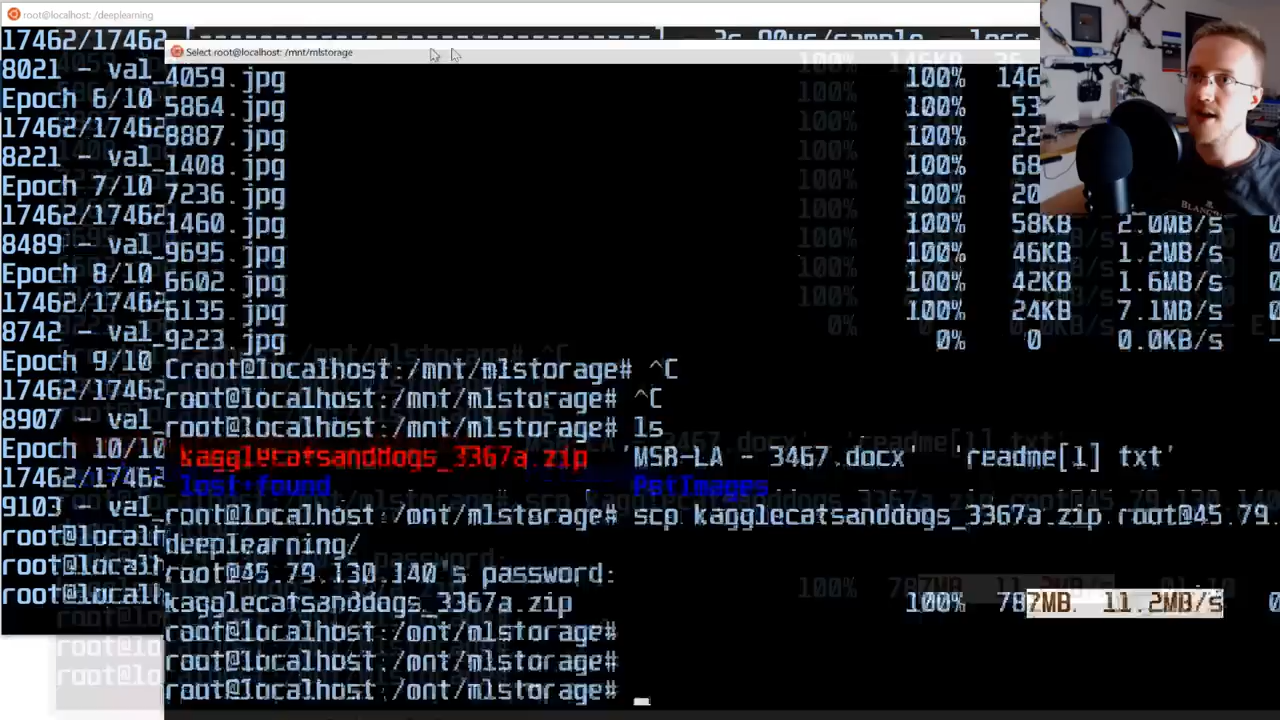 root@localhost: /deeplearning
17462/17462
Select root@localhost: /mnt/mlstorage
8021 - val_
4059.jpg 100% 146
Epoch 6/10
5864.jpg 100% 53
17462/17462
8887.jpg 100% 22
8221 - val_
1408.jpg 100% 68
Epoch 7/10
7236.jpg 100% 20
17462/17462
1460.jpg 100% 58KB 2.0MB/s
8489 - val_
9695.jpg 100% 46KB 1.2MB/s
Epoch 8/10
6602.jpg 100% 42KB 1.6MB/s
17462/17462
6135.jpg 100% 24KB 7.1MB/s
8742 - val_
9223.jpg 0% 0 0.0KB/s
Epoch 9/10
Croot@localhost:/mnt/mlstorage# ^C
17462/17462
root@localhost:/mnt/mlstorage# ^C
8907 - val_
root@localhost:/mnt/mlstorage# ls
Epoch 10/10
kagglecatsanddogs_3367a.zip 'MSR-LA - 3467.docx' 'readme[1].txt'
17462/17462
lost+found PetImages
9103 - val_
root@localhost:/mnt/mlstorage# scp kagglecatsanddogs_3367a.zip root@45.79.
root@localh
deeplearning/
root@localh
root@45.79.130.140's password:
root@localh
kagglecatsanddogs_3367a.zip 100% 787MB 11.2MB/s
root@localhost:/mnt/mlstorage#
root@localhost:/mnt/mlstorage#
root@localhost:/mnt/mlstorage#